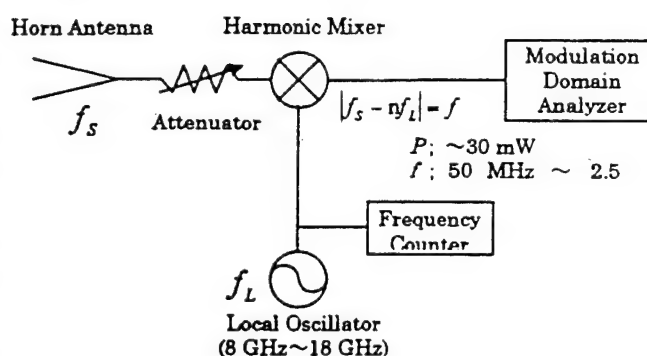 Horn Antenna
Harmonic Mixer
f_S
Attenuator
|f_S − nf_L| = f
Modulation
Domain
Analyzer
P; ~30 mW
f ; 50 MHz ~ 2.5
Frequency
Counter
f_L
Local Oscillator
(8 GHz~18 GHz)